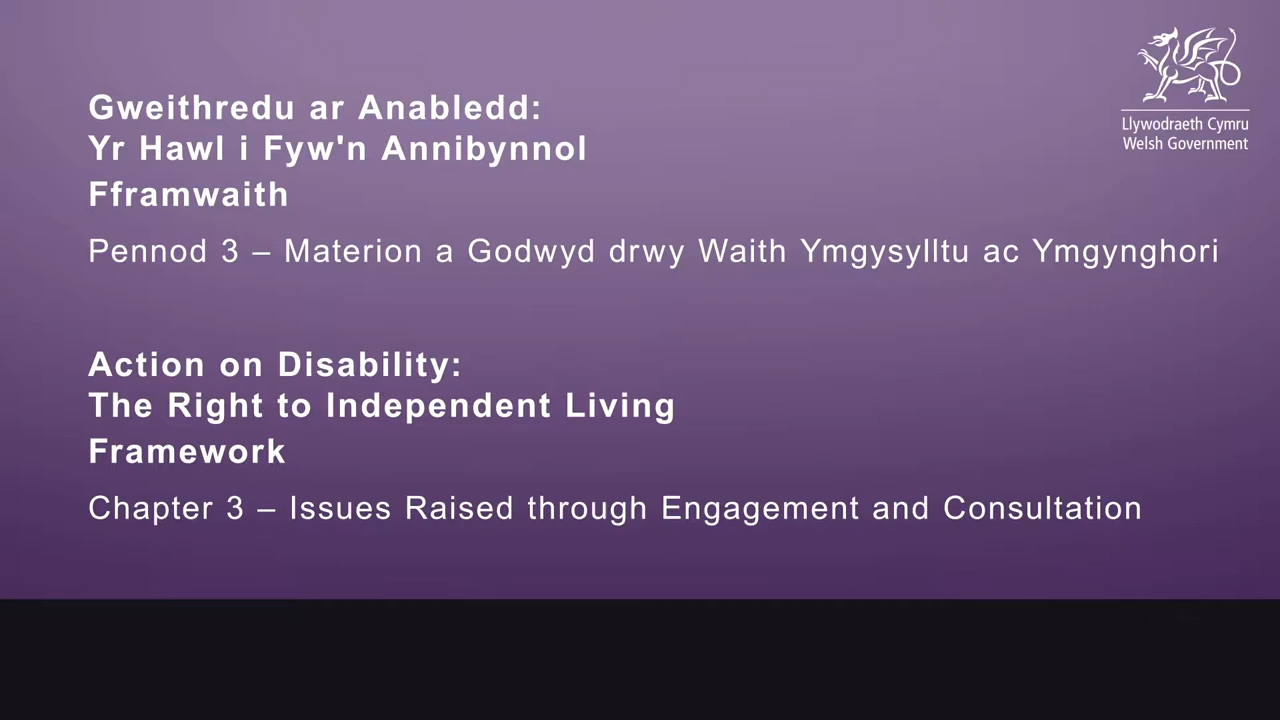 Gweithredu ar Anabledd:
Yr Hawl i Fyw'n Annibynnol
Fframwaith
Pennod 3 – Materion a Godwyd drwy Waith Ymgysylltu ac Ymgynghori
Action on Disability:
The Right to Independent Living
Framework
Chapter 3 – Issues Raised through Engagement and Consultation
Llywodraeth Cymru
Welsh Government